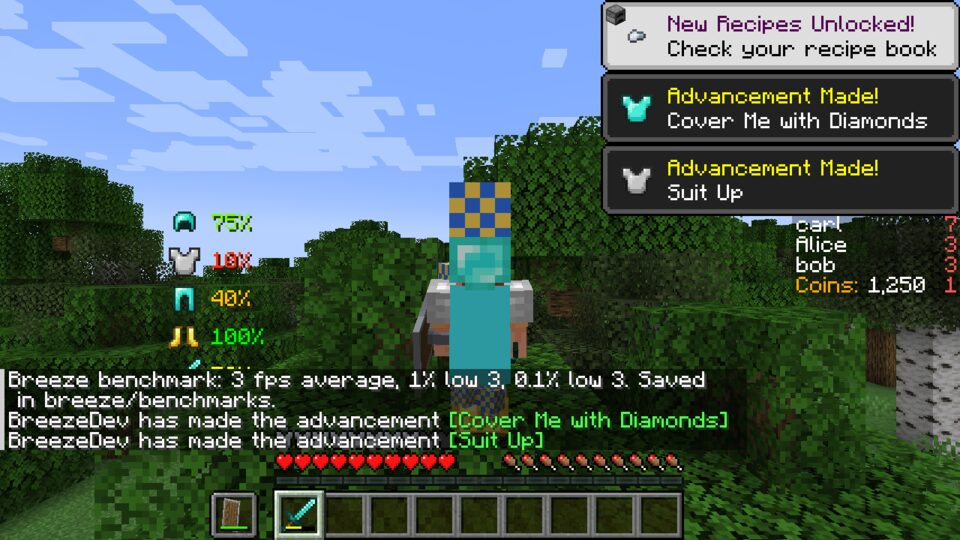 New Recipes Unlocked!
Check your recipe book
Advancement Made!
Cover Me with Diamonds
Advancement Made!
Suit Up
75%
10%
40%
100%
carl 7
Alice 3
bob 3
Coins: 1,250 1
Breeze benchmark: 3 fps average, 1% low 3, 0.1% low 3. Saved
in breeze/benchmarks.
BreezeDev has made the advancement [Cover Me with Diamonds]
BreezeDev has made the advancement [Suit Up]